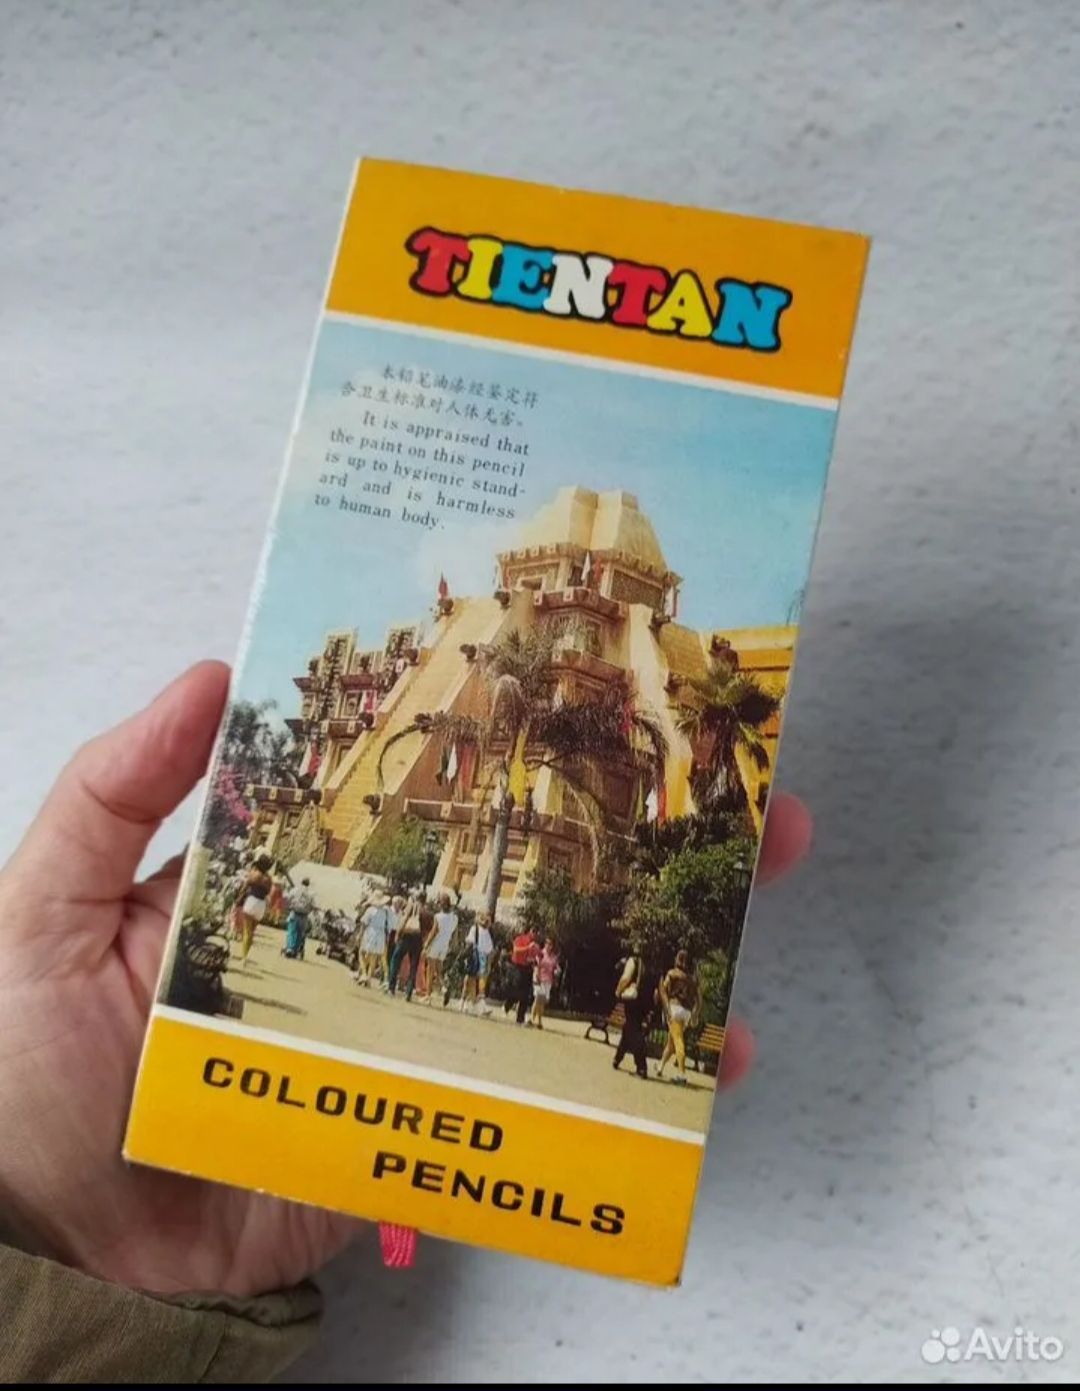 TIENTAN
本铅笔油漆经鉴定符
合卫生标准对人体无害。
It is appraised that
the paint on this pencil
is up to hygienic stand-
ard and is harmless
to human body.
COLOURED
PENCILS
Avito